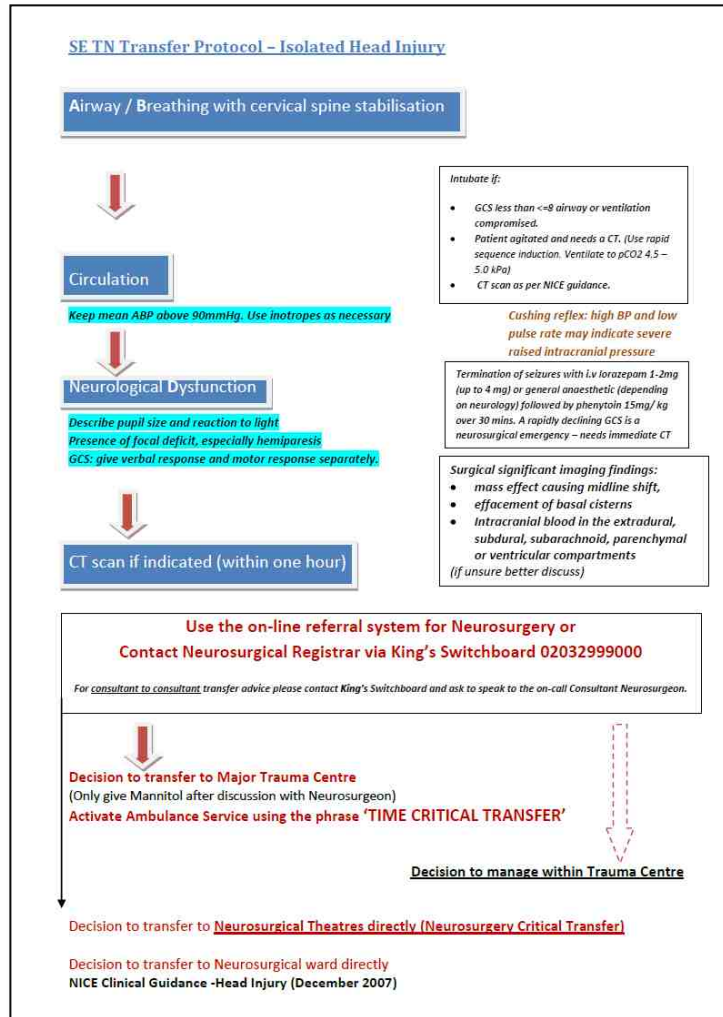 SE TN Transfer Protocol – Isolated Head Injury
Airway / Breathing with cervical spine stabilisation
Intubate if:
• GCS less than <=8 airway or ventilation
compromised.
• Patient agitated and needs a CT. (Use rapid
sequence induction. Ventilate to pCO2 4.5 –
5.0 kPa)
• CT scan as per NICE guidance.
Circulation
Keep mean ABP above 90mmHg. Use inotropes as necessary
Cushing reflex: high BP and low
pulse rate may indicate severe
raised intracranial pressure
Neurological Dysfunction
Describe pupil size and reaction to light
Presence of focal deficit, especially hemiparesis
GCS: give verbal response and motor response separately.
Termination of seizures with i.v lorazepam 1-2mg
(up to 4 mg) or general anaesthetic (depending
on neurology) followed by phenytoin 15mg/ kg
over 30 mins. A rapidly declining GCS is a
neurosurgical emergency – needs immediate CT
Surgical significant imaging findings:
• mass effect causing midline shift,
• effacement of basal cisterns
• Intracranial blood in the extradural,
subdural, subarachnoid, parenchymal
or ventricular compartments
(if unsure better discuss)
CT scan if indicated (within one hour)
Use the on-line referral system for Neurosurgery or
Contact Neurosurgical Registrar via King's Switchboard 02032999000
For consultant to consultant transfer advice please contact King's Switchboard and ask to speak to the on-call Consultant Neurosurgeon.
Decision to transfer to Major Trauma Centre
(Only give Mannitol after discussion with Neurosurgeon)
Activate Ambulance Service using the phrase 'TIME CRITICAL TRANSFER'
Decision to manage within Trauma Centre
Decision to transfer to Neurosurgical Theatres directly (Neurosurgery Critical Transfer)
Decision to transfer to Neurosurgical ward directly
NICE Clinical Guidance -Head Injury (December 2007)